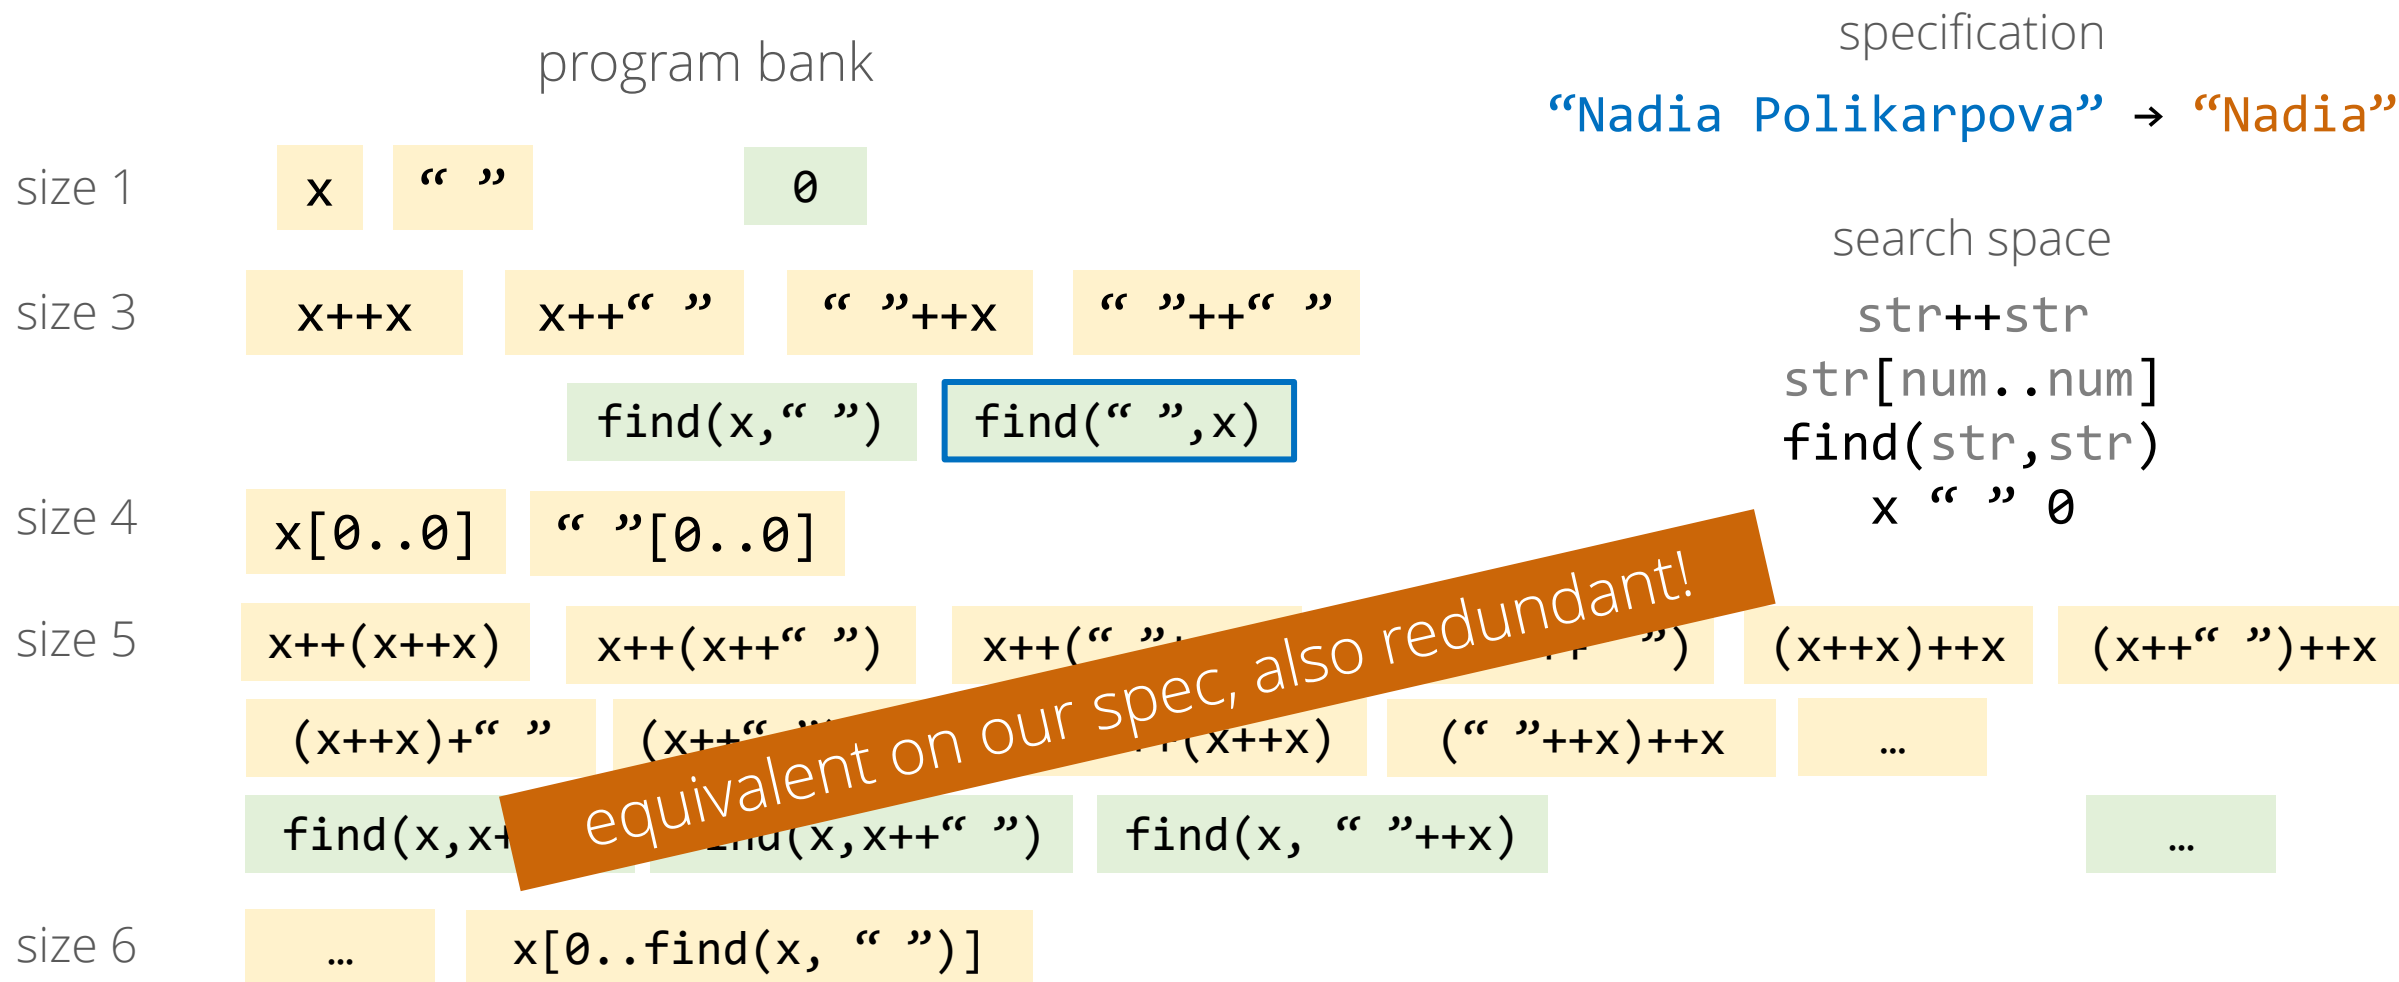 program bank
specification
“Nadia Polikarpova” → “Nadia”
size 1
x “ ” 0
search space
size 3
x++x x++“ ” “ ”++x “ ”++“ ”
str++str
str[num..num]
find(x,“ ”) find(“ ”,x)
find(str,str)
x “ ” 0
size 4
x[0..0] “ ”[0..0]
equivalent on our spec, also redundant!
size 5
x++(x++x) x++(x++“ ”) x++(“ ” ”) (x++x)++x (x++“ ”)++x
(x++x)+“ ” (x++“ (x++x) (“ ”++x)++x …
find(x,x+ (x,x++“ ”) find(x, “ ”++x) …
size 6
… x[0..find(x, “ ”)]